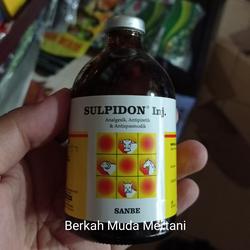 SULPIDON® Inj.
Analgesik, Antipiretik
& Antispasmodik
SANBE
Berkah Muda Mertani